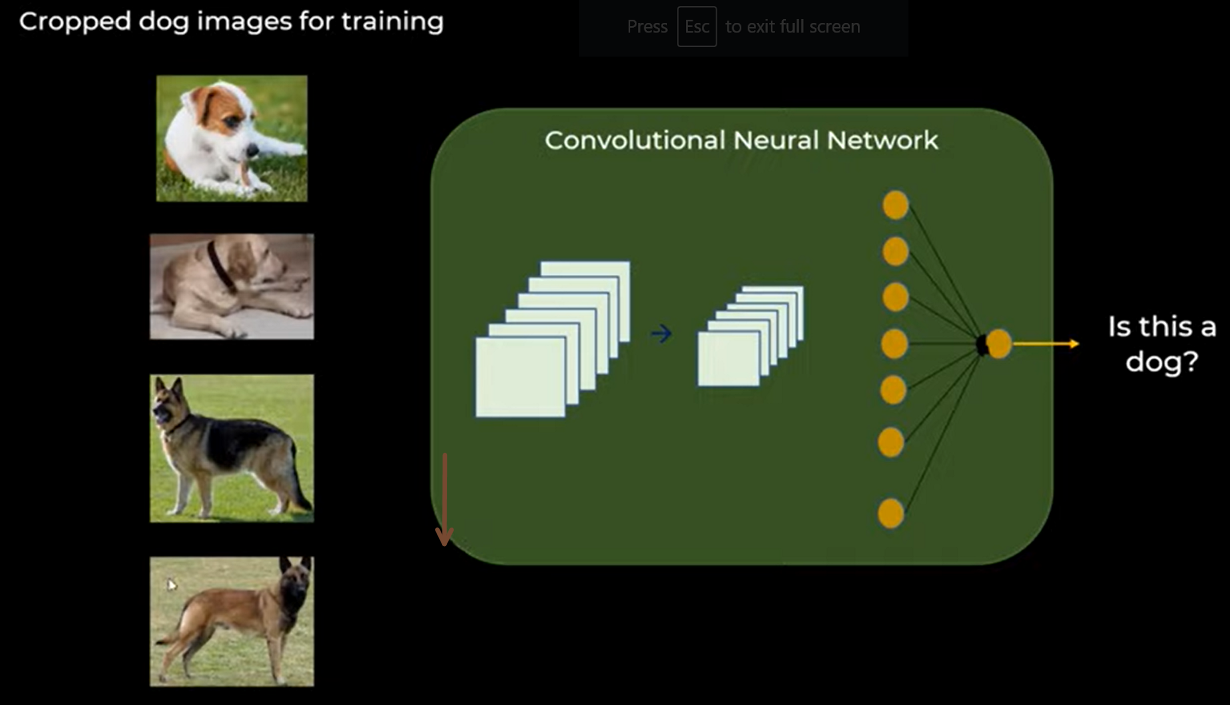 Cropped dog images for training
Press Esc to exit full screen
Convolutional Neural Network
Is this a
dog?